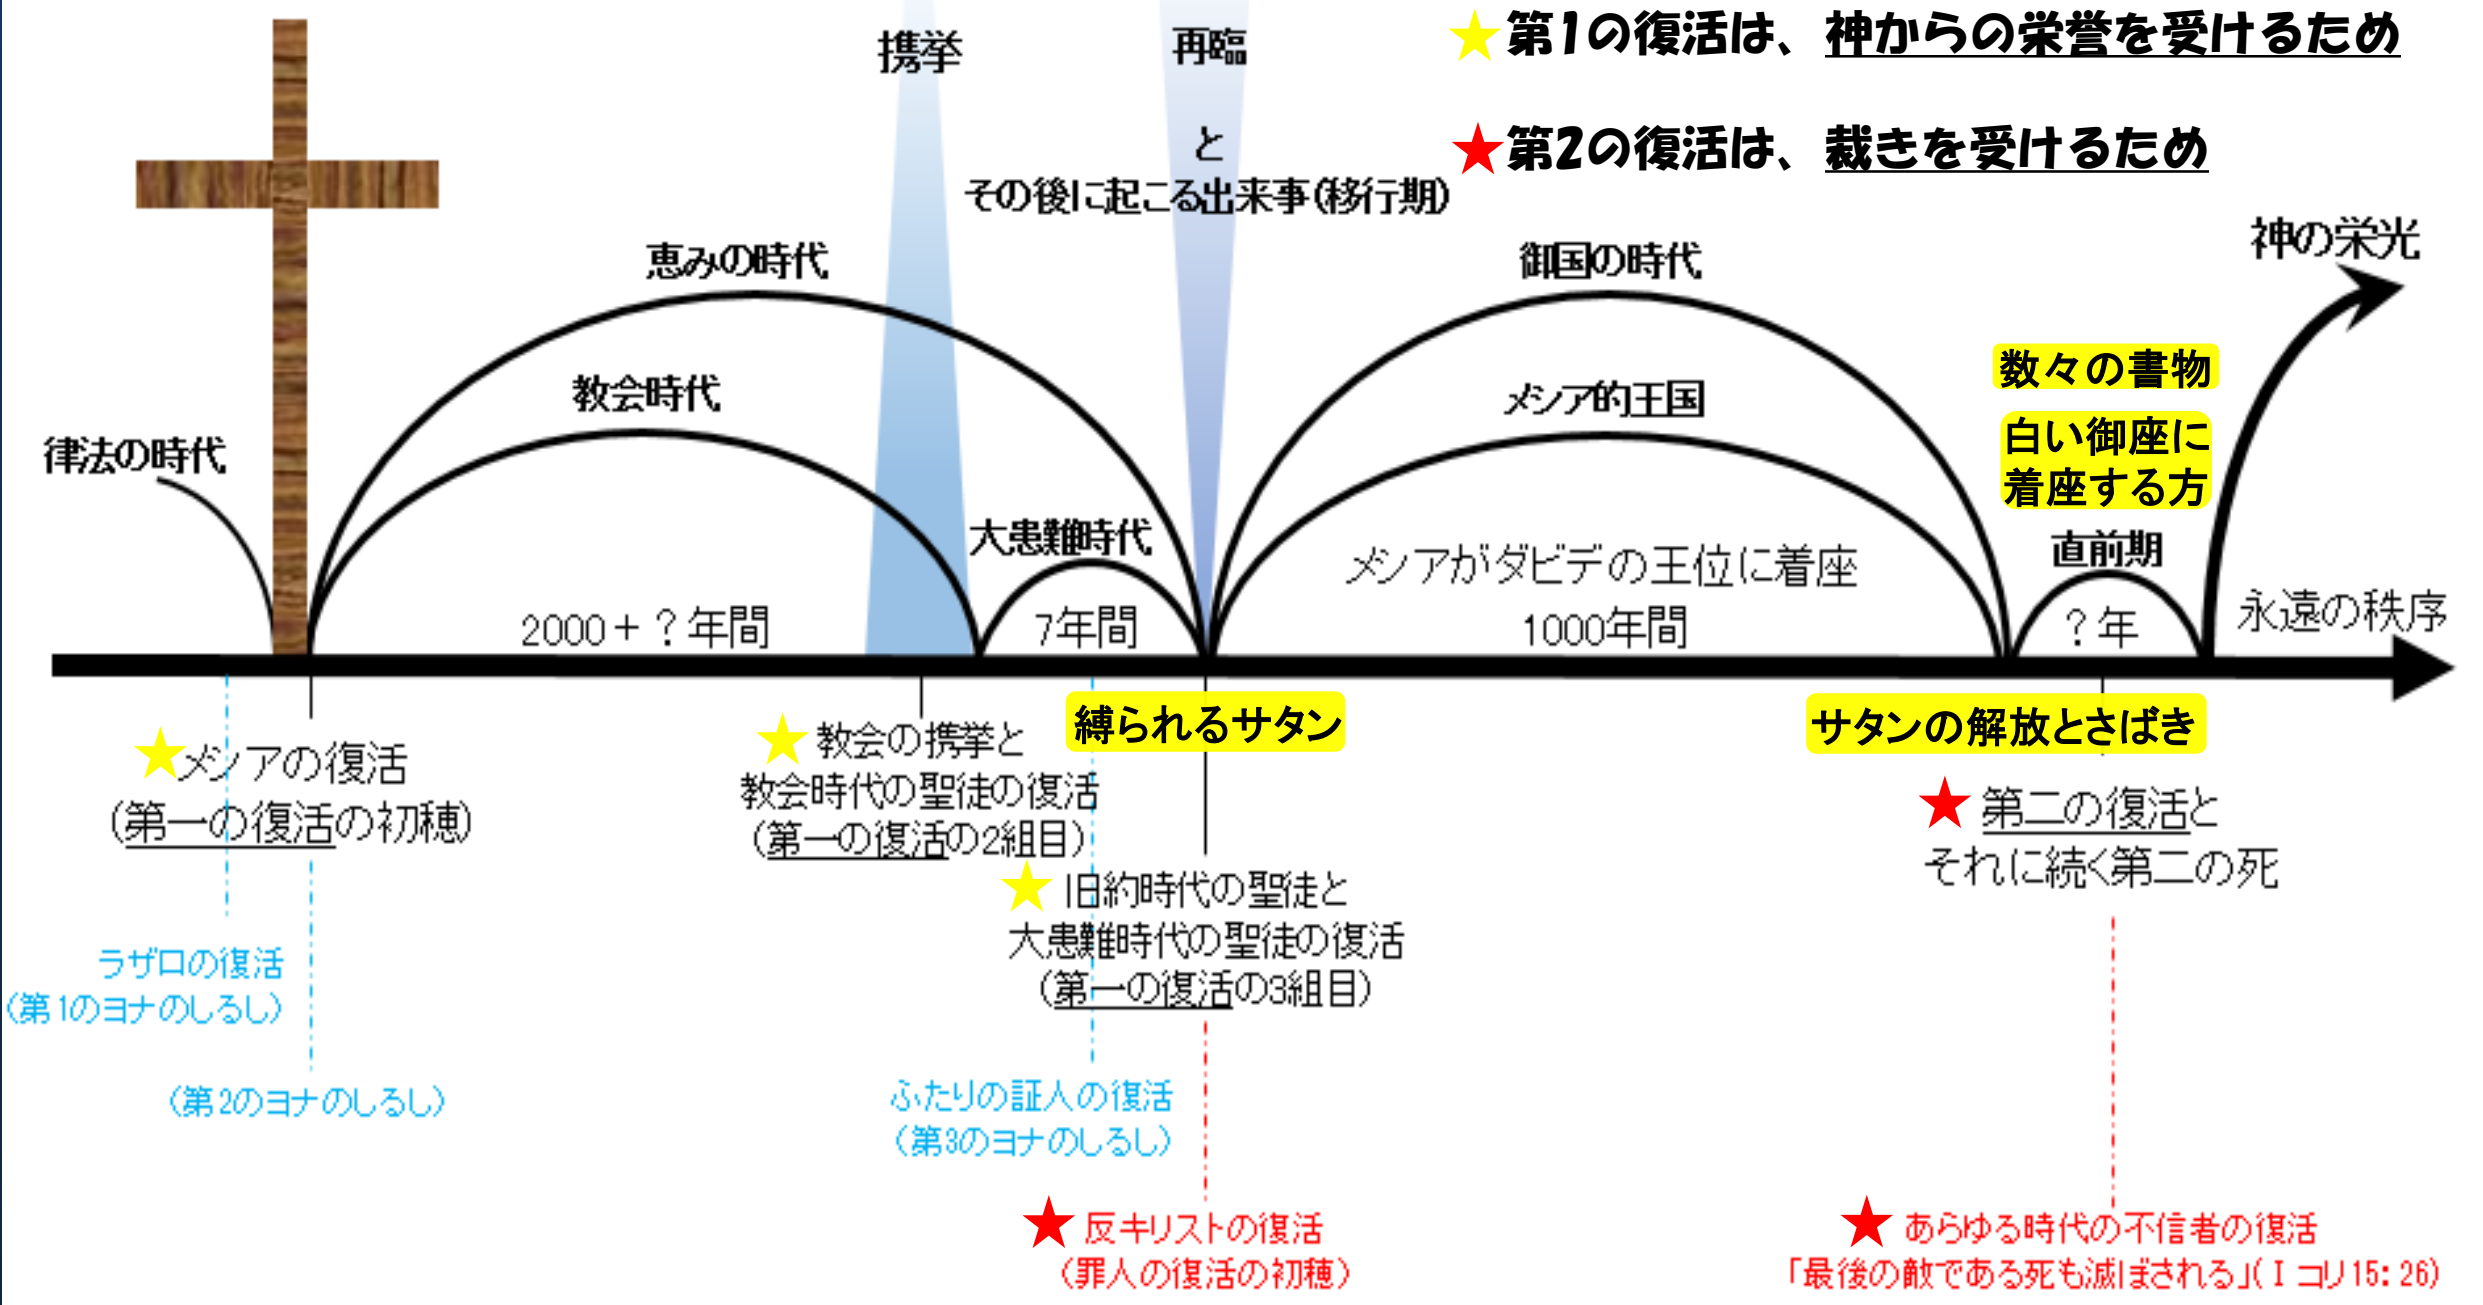 ★第1の復活は、神からの栄誉を受けるため
★第2の復活は、裁きを受けるため
携挙
再臨
と
その後に起こる出来事(移行期)
神の栄光
恵みの時代
御国の時代
教会時代
メシア的王国
律法の時代
大患難時代
数々の書物
白い御座に
着座する方
直前期
メシアがダビデの王位に着座
2000+?年間
7年間
1000年間
?年
永遠の秩序
★メシアの復活
(第一の復活の初穂)
★教会の携挙と
教会時代の聖徒の復活
(第一の復活の2組目)
縛られるサタン
サタンの解放とさばき
★旧約時代の聖徒と
大患難時代の聖徒の復活
(第一の復活の3組目)
★第二の復活と
それに続く第二の死
ラザロの復活
(第1のヨナのしるし)
(第2のヨナのしるし)
ふたりの証人の復活
(第3のヨナのしるし)
★反キリストの復活
(罪人の復活の初穂)
★あらゆる時代の不信者の復活
「最後の敵である死も滅ぼされる」(Ⅰコリ15:26)